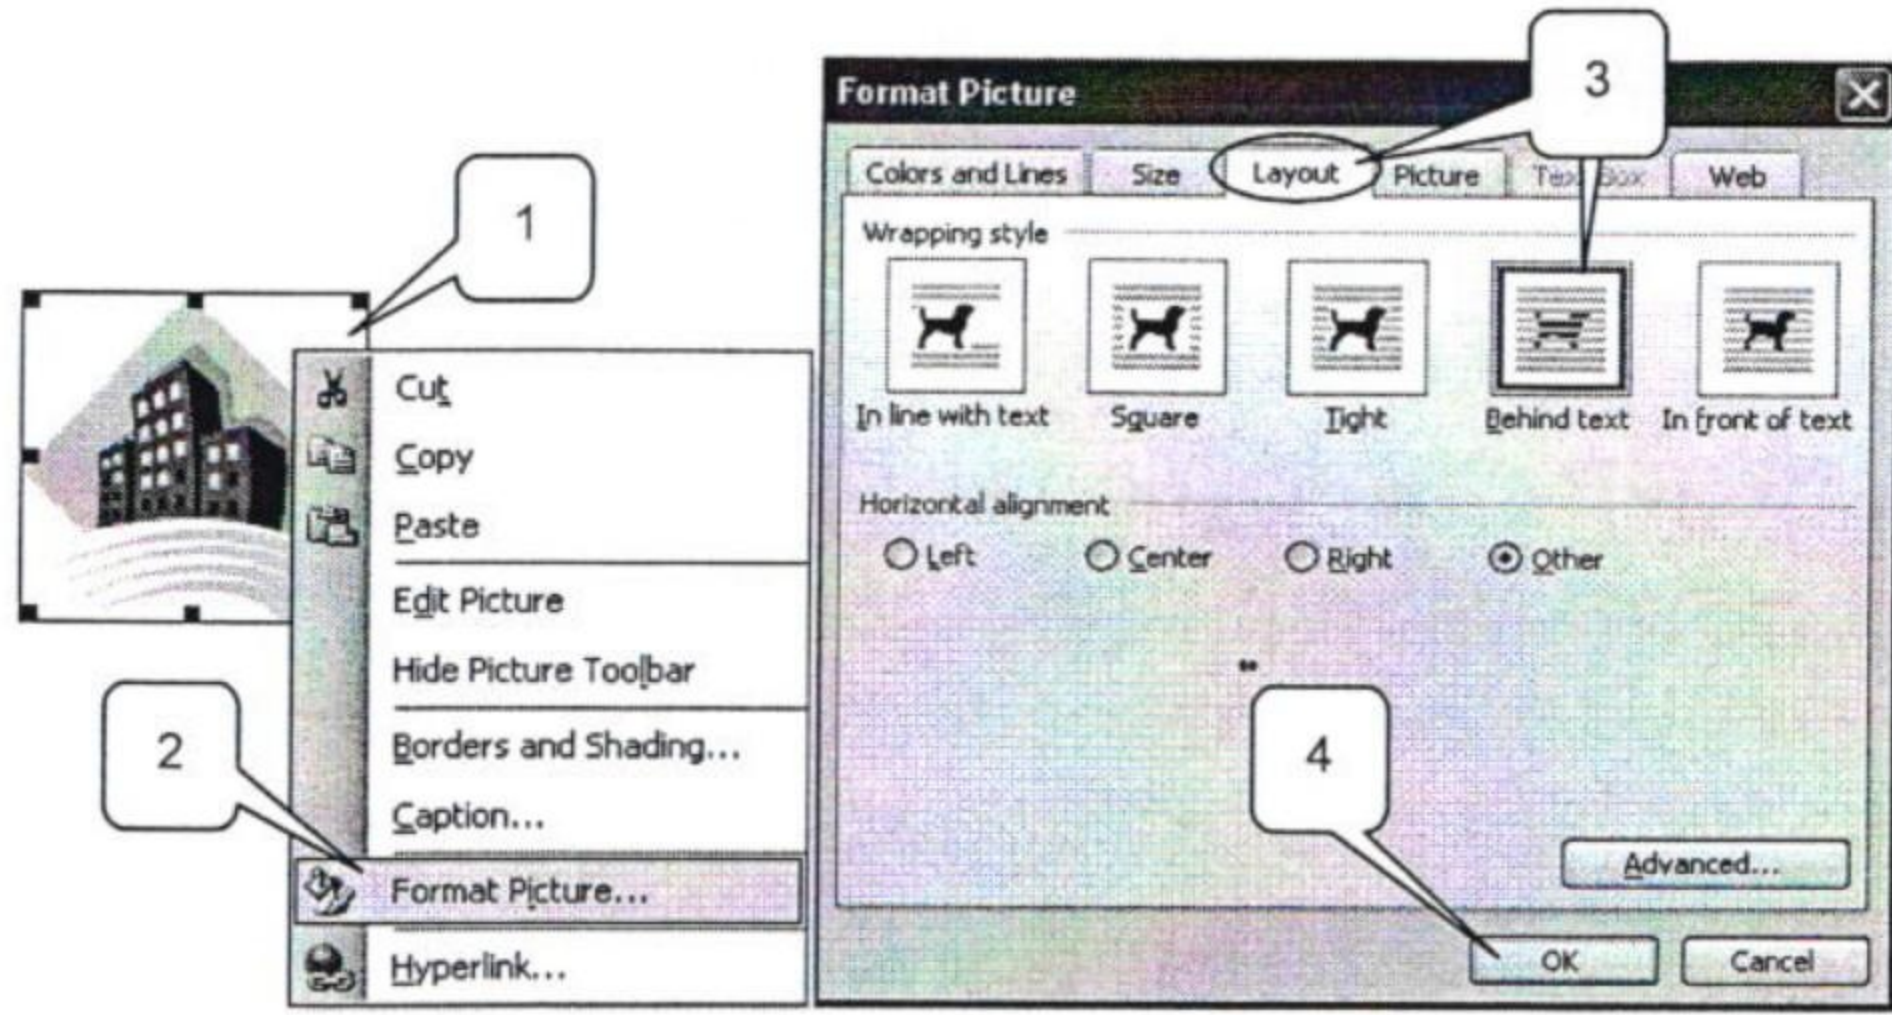 1
Cut
Copy
Paste
Edit Picture
Hide Picture Toolbar
Borders and Shading...
Caption...
Format Picture...
Hyperlink...
2
Format Picture
3
Colors and Lines Size Layout Picture Text Box Web
Wrapping style
In line with text Square Tight Behind text In front of text
Horizontal alignment
Left Center Right Other
4
Advanced...
OK Cancel